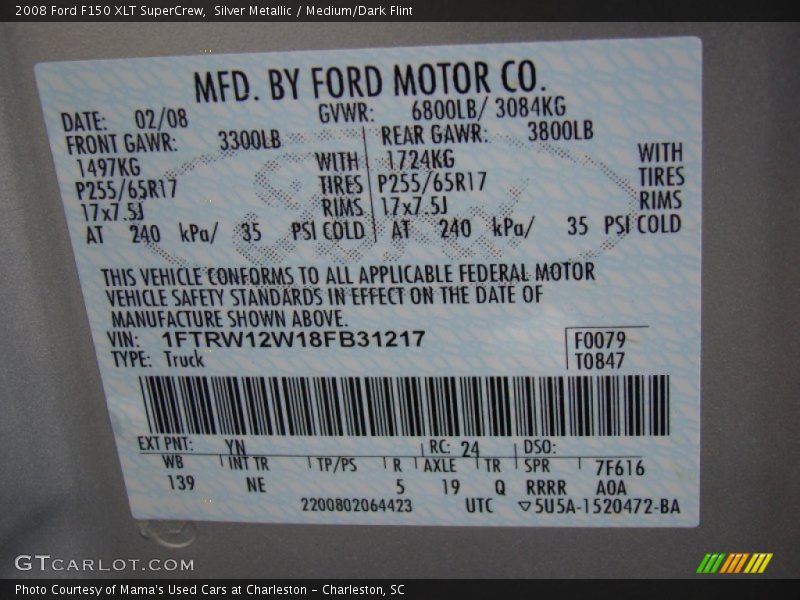 2008 Ford F150 XLT SuperCrew,  Silver Metallic / Medium/Dark Flint
MFD. BY FORD MOTOR CO.
DATE: 02/08 GVWR: 6800LB/ 3084KG
FRONT GAWR: 3300LB REAR GAWR: 3800LB
1497KG WITH 1724KG WITH
P255/65R17 TIRES P255/65R17 TIRES
17x7.5J RIMS 17x7.5J RIMS
AT 240 kPa/ 35 PSI COLD AT 240 kPa/ 35 PSI COLD
THIS VEHICLE CONFORMS TO ALL APPLICABLE FEDERAL MOTOR
VEHICLE SAFETY STANDARDS IN EFFECT ON THE DATE OF
MANUFACTURE SHOWN ABOVE.
VIN: 1FTRW12W18FB31217 F0079
TYPE: Truck T0847
EXT PNT: YN RC: 24 DSO:
WB INT TR TP/PS R AXLE TR SPR 7F616
139 NE 5 19 Q RRRR A0A
2200802064423 UTC ▽5U5A-1520472-BA
GTCARLOT.COM
Photo Courtesy of Mama's Used Cars at Charleston - Charleston, SC